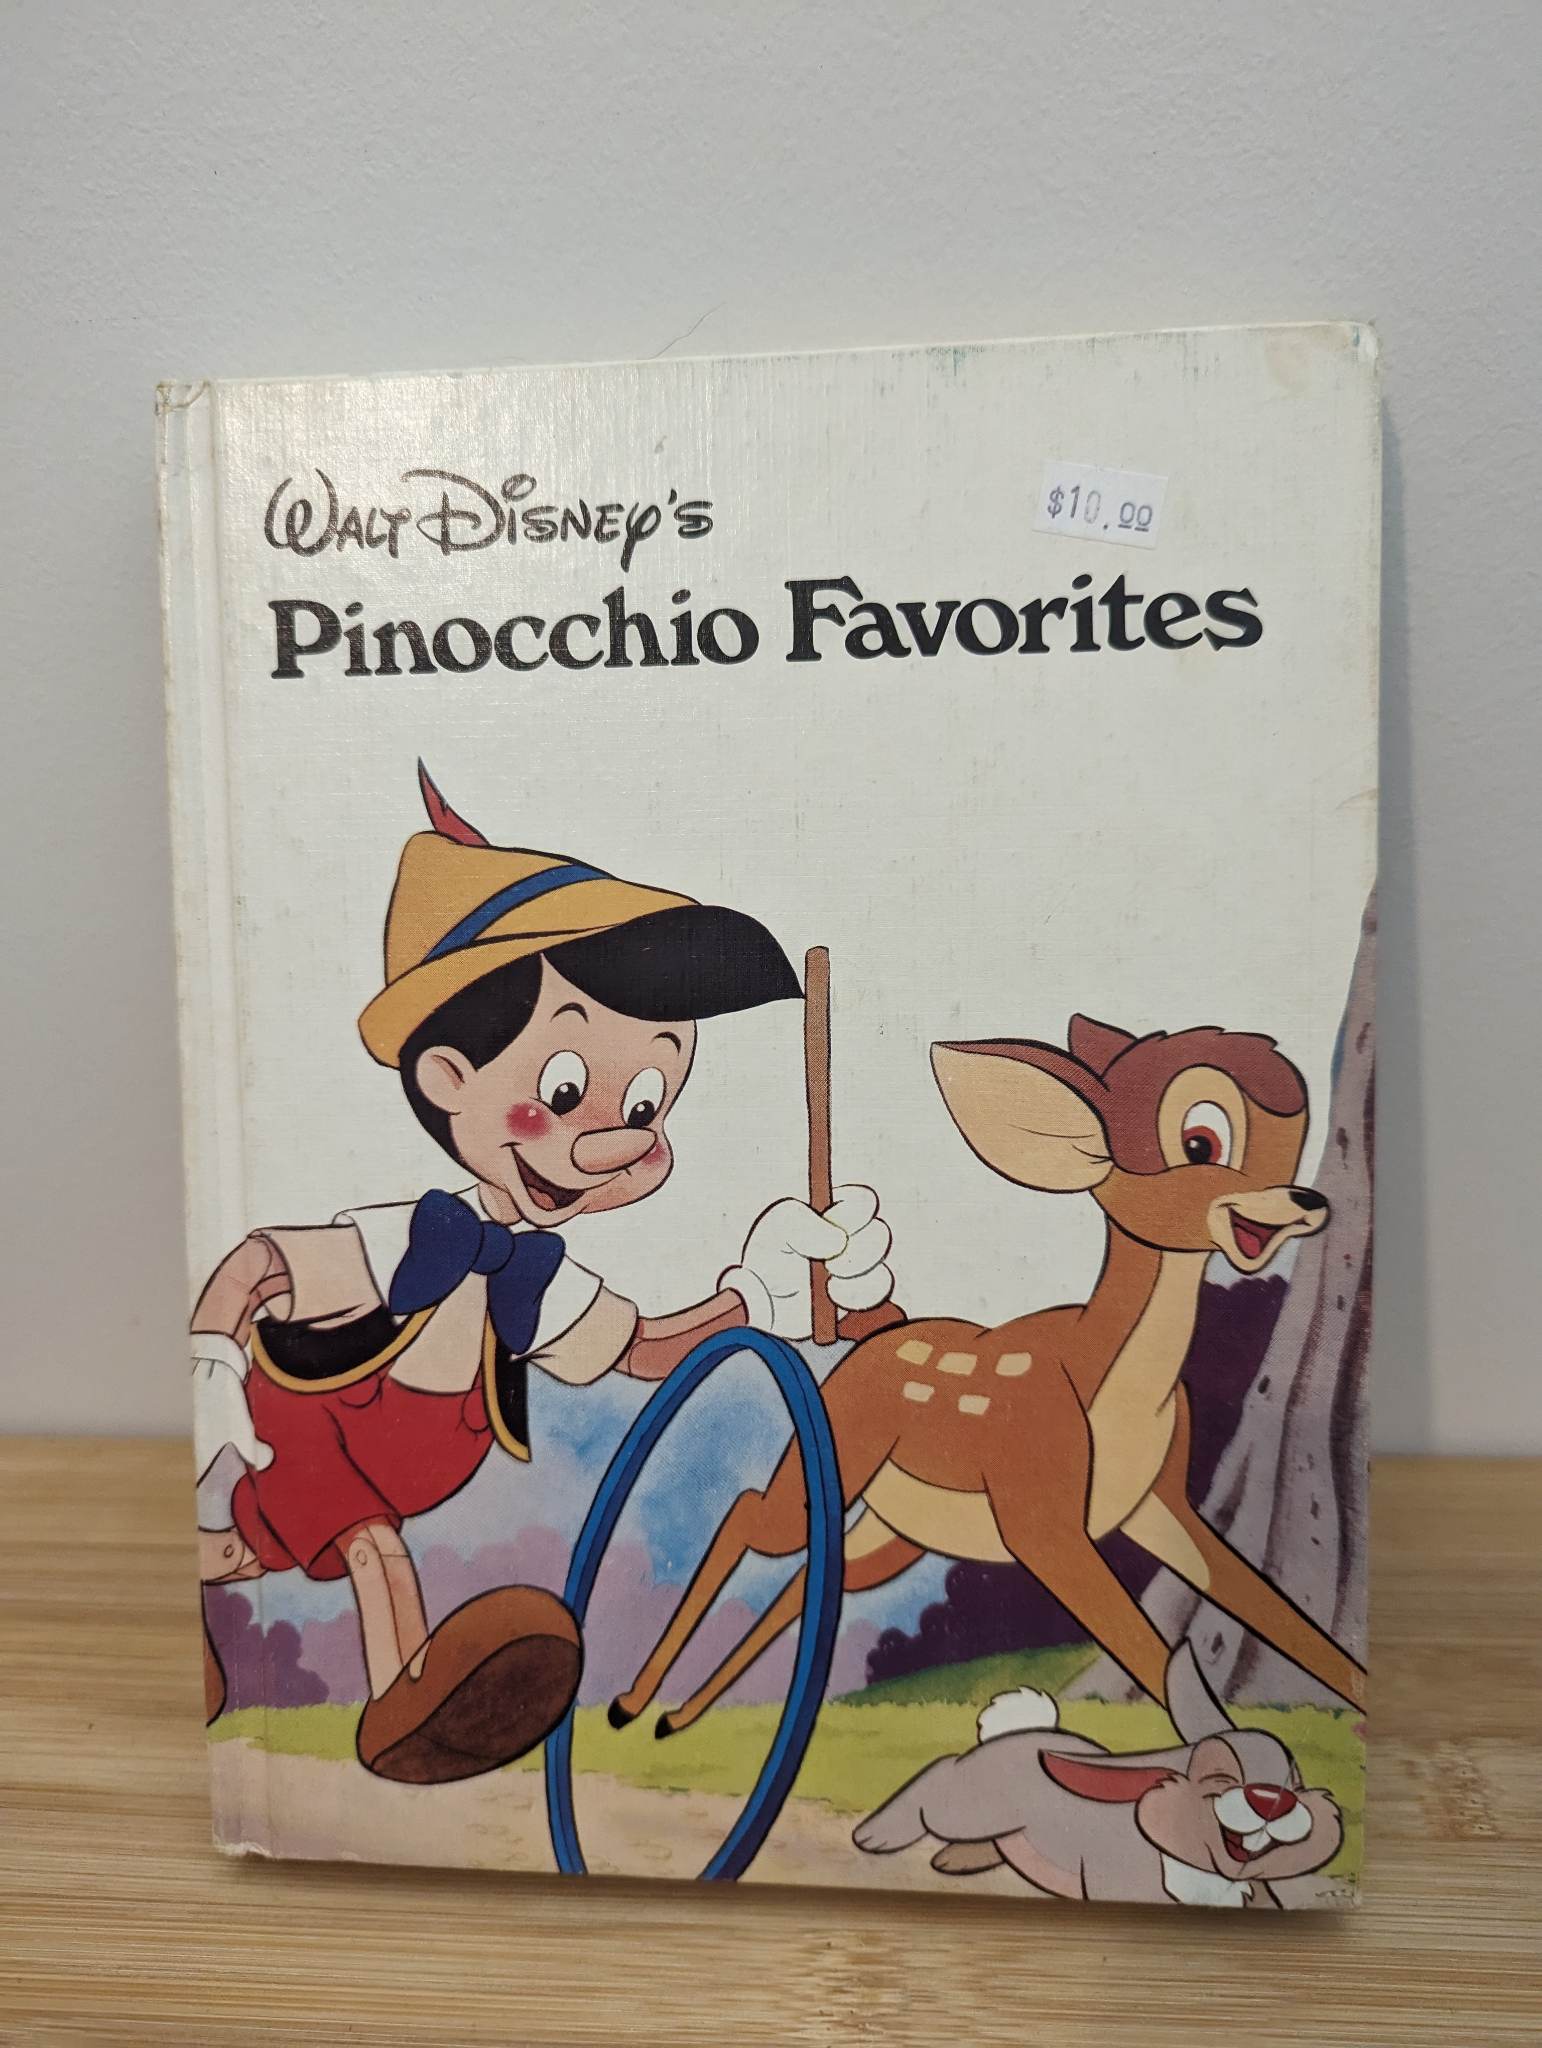 Walt Disney's
$10.00
Pinocchio Favorites